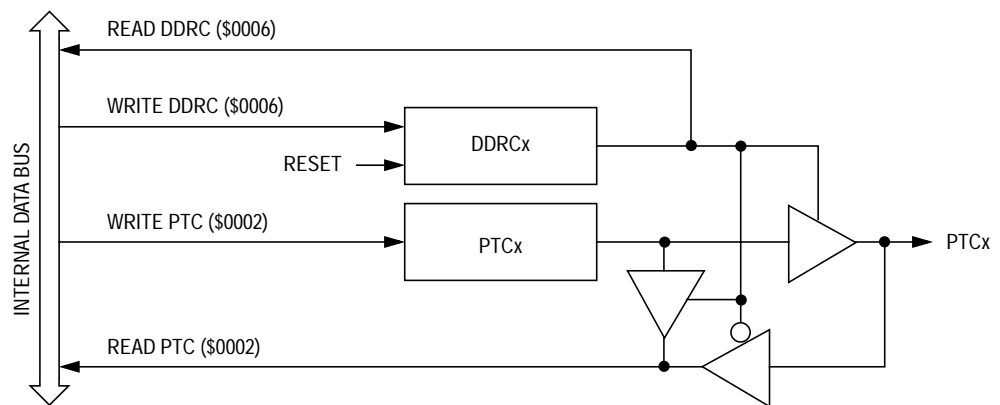 READ DDRC ($0006)
WRITE DDRC ($0006)
DDRCx
RESET
WRITE PTC ($0002)
PTCx
PTCx
READ PTC ($0002)
INTERNAL DATA BUS